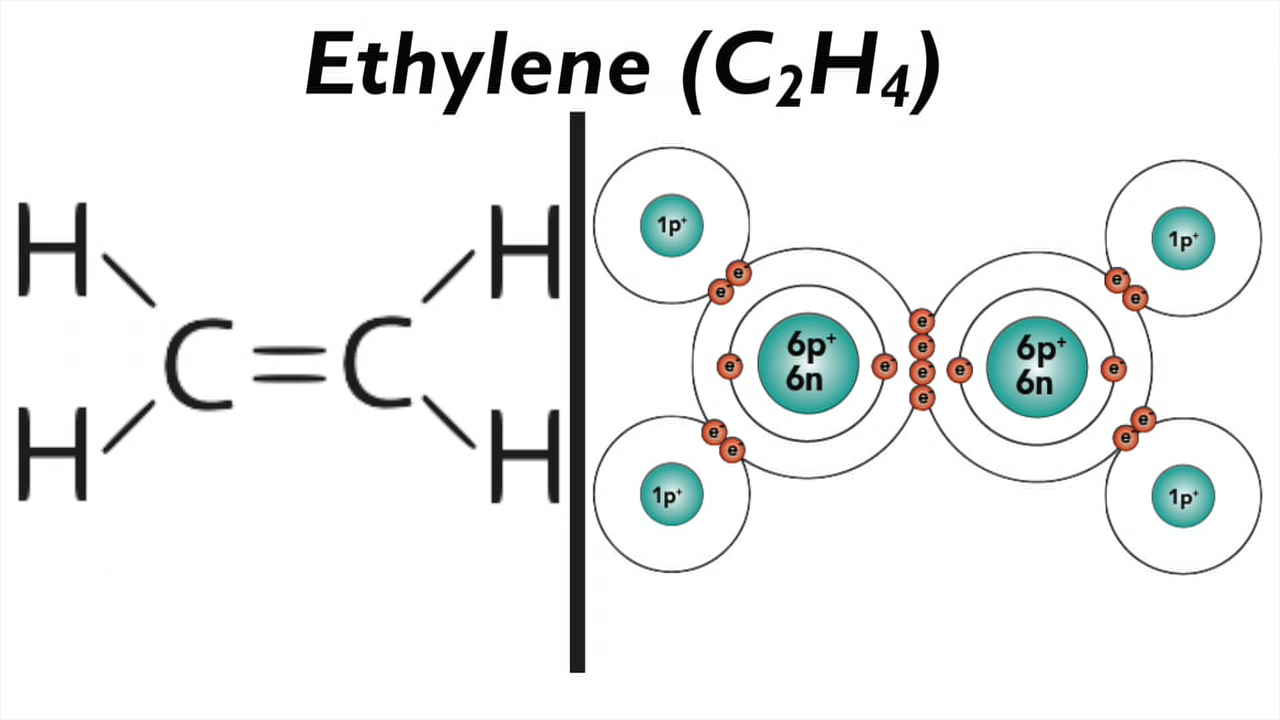 Ethylene (C₂H₄)
H H
C=C
H H
1p⁺ 1p⁺
e⁻ e⁻ e⁻ e⁻
e⁻ e⁻ e⁻ e⁻
6p⁺ 6p⁺
6n 6n
e⁻ e⁻ e⁻ e⁻
e⁻ e⁻ e⁻ e⁻
1p⁺ 1p⁺